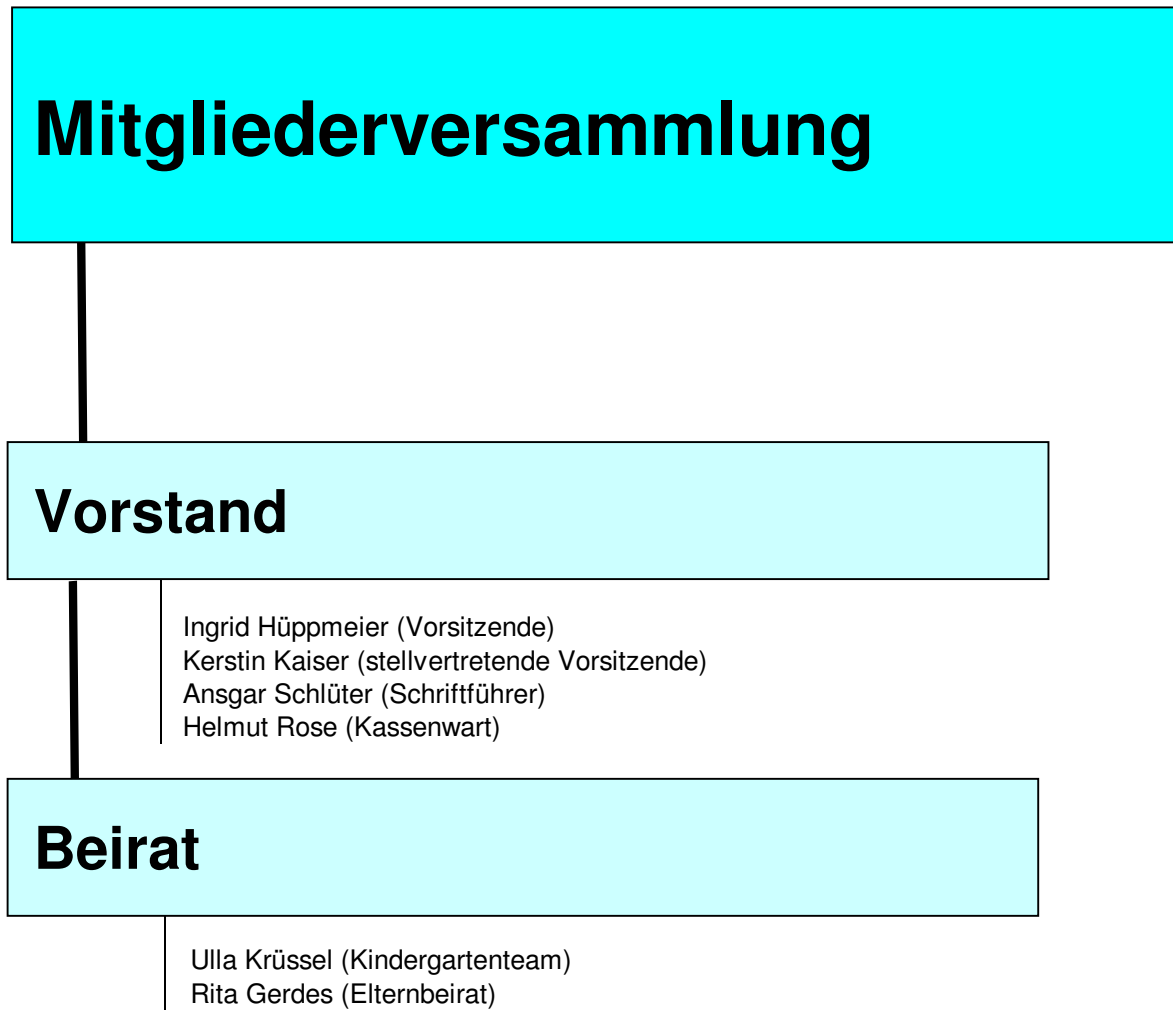 Mitgliederversammlung
Vorstand
Ingrid Hüppmeier (Vorsitzende)
Kerstin Kaiser (stellvertretende Vorsitzende)
Ansgar Schlüter (Schriftführer)
Helmut Rose (Kassenwart)
Beirat
Ulla Krüssel (Kindergartenteam)
Rita Gerdes (Elternbeirat)